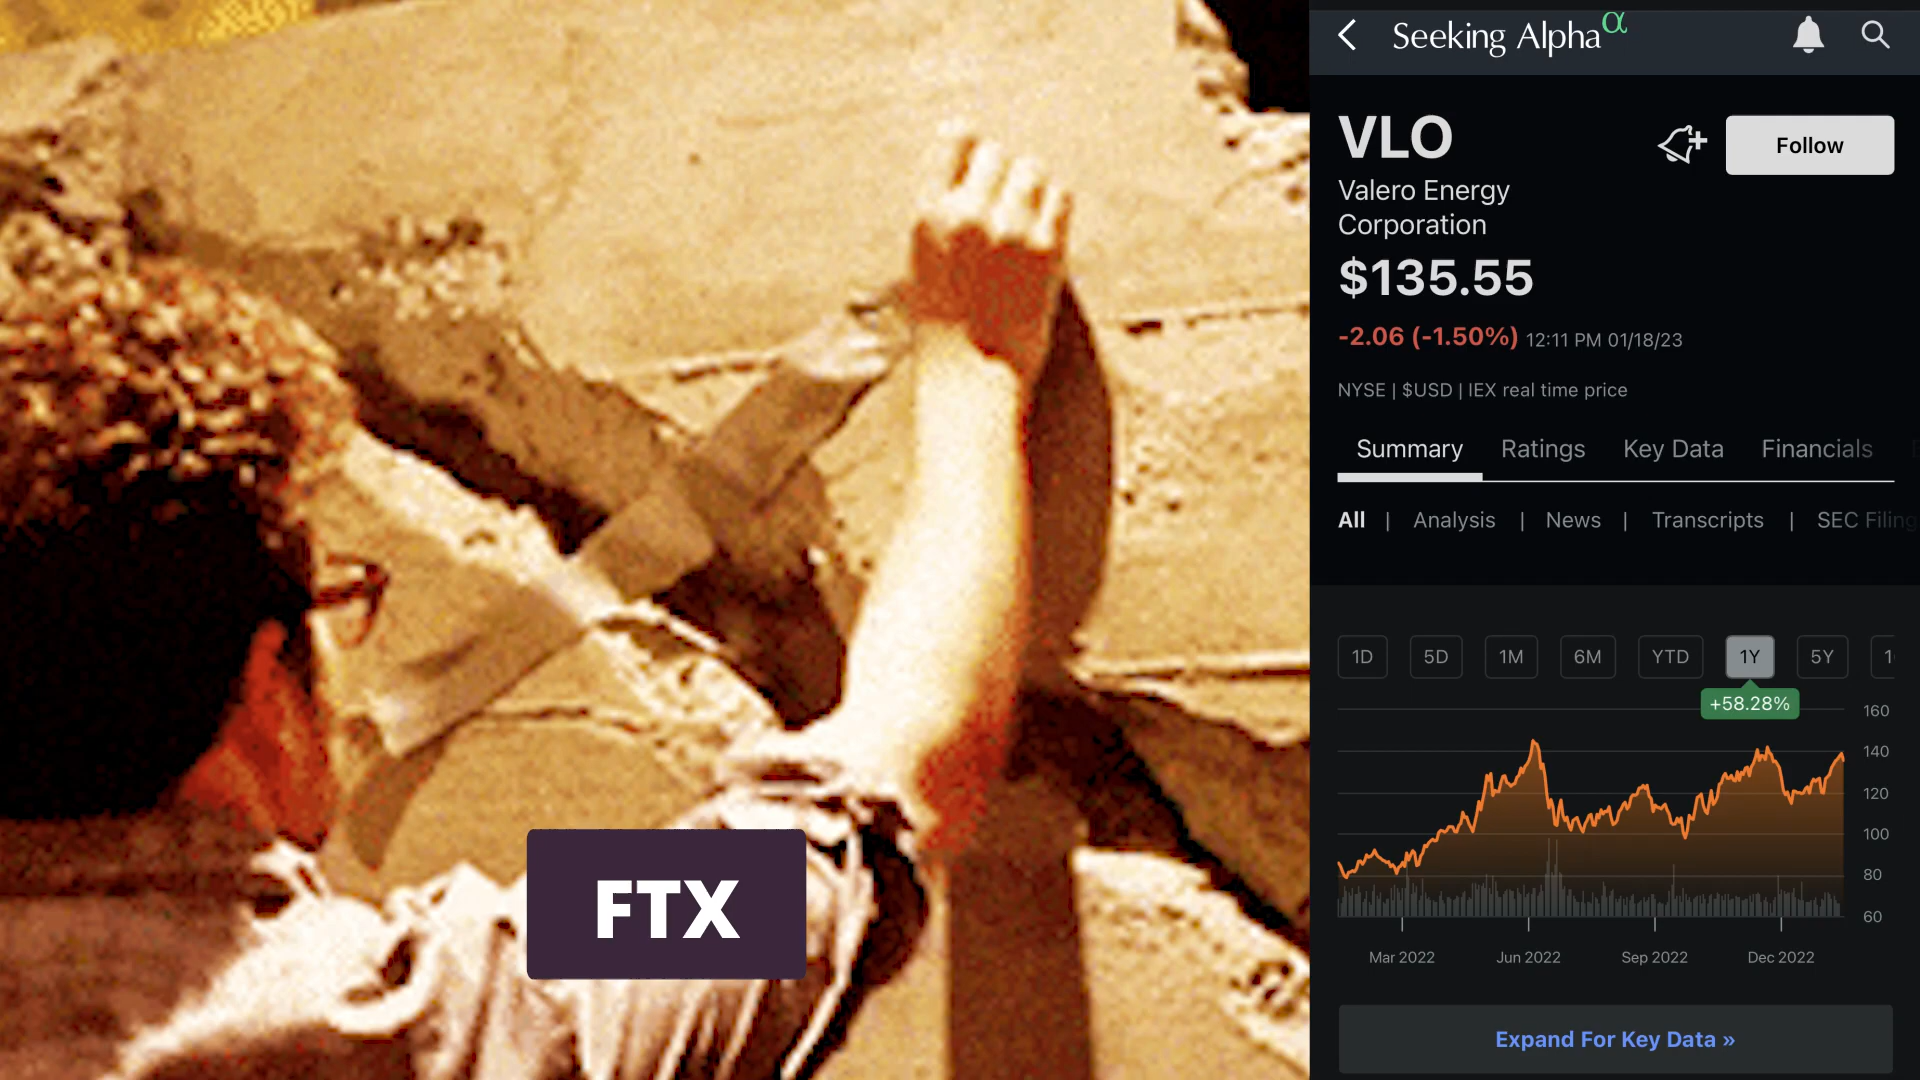 FTX
Seeking Alpha α
VLO
Follow
Valero Energy
Corporation
$135.55
-2.06 (-1.50%) 12:11 PM 01/18/23
NYSE | $USD | IEX real time price
Summary Ratings Key Data Financials
All | Analysis | News | Transcripts | SEC Filing
1D 5D 1M 6M YTD 1Y 5Y 1
+58.28%
160
140
120
100
80
60
Mar 2022 Jun 2022 Sep 2022 Dec 2022
Expand For Key Data »